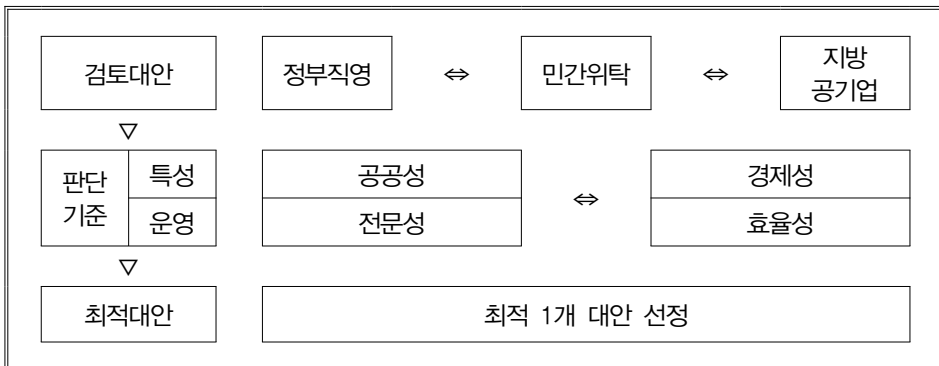 검토대안 정부직영 ⇔ 민간위탁 ⇔ 지방
공기업
▽
판단
기준 특성 공공성 ⇔ 경제성
운영 전문성 효율성
▽
최적대안 최적 1개 대안 선정